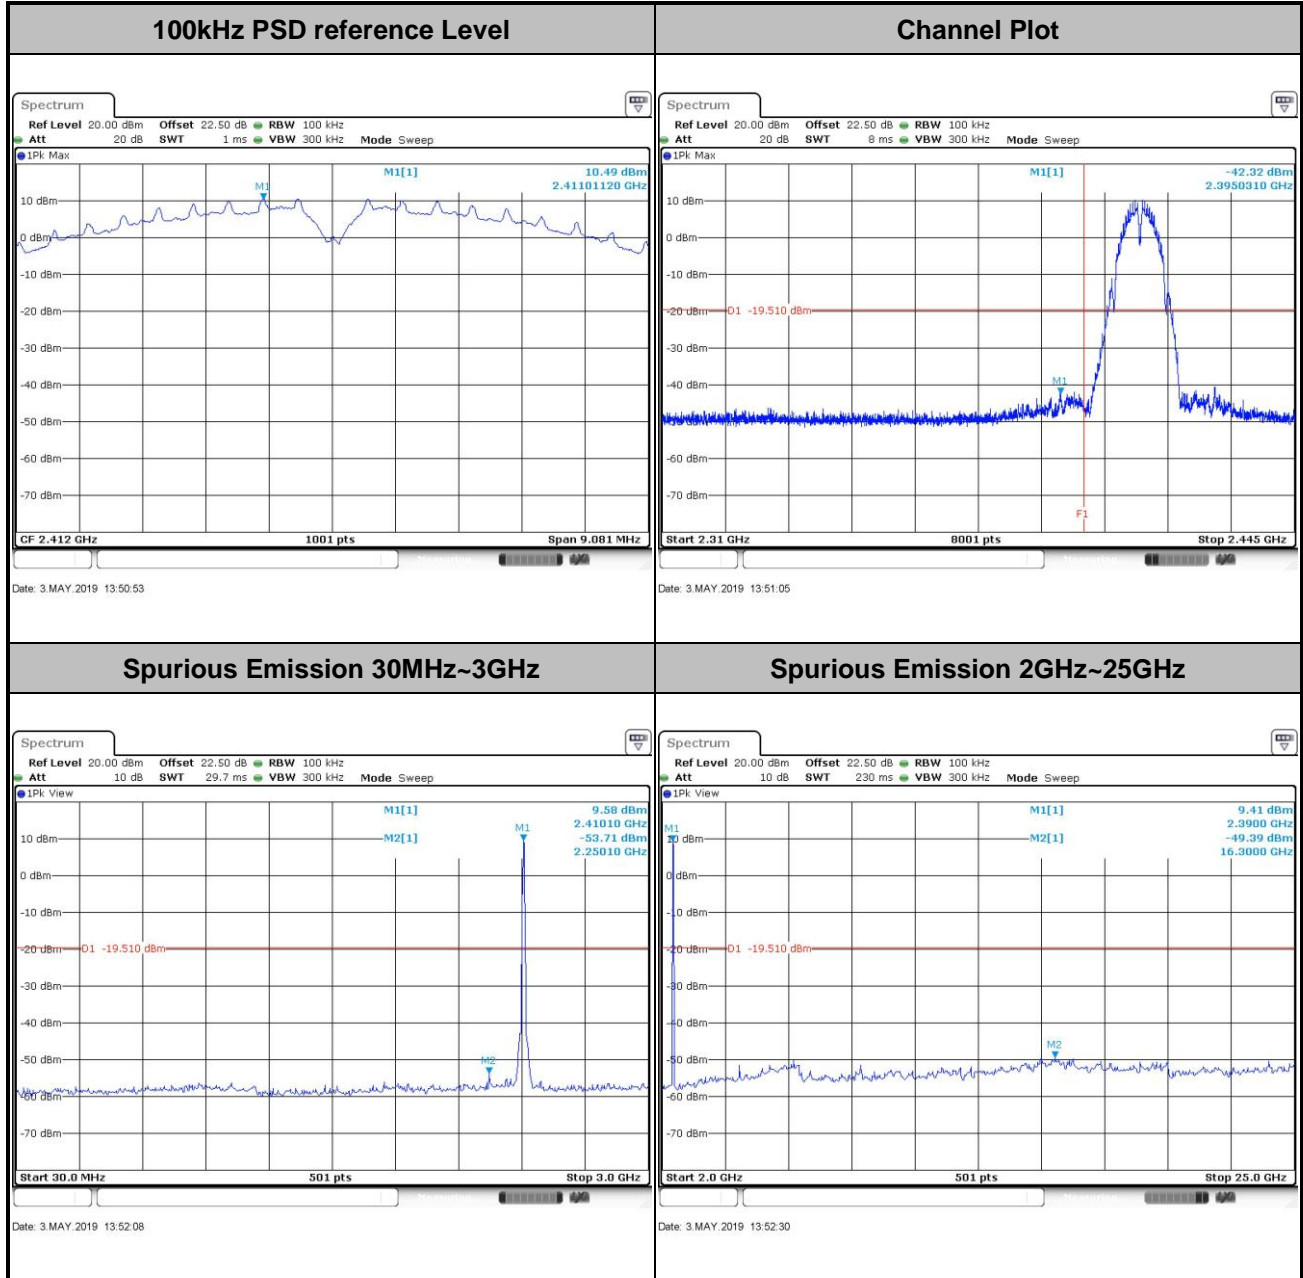 100kHz PSD reference Level
Channel Plot
Spectrum
Ref Level 20.00 dBm Offset 22.50 dB RBW 100 kHz
Att 20 dB SWT 1 ms VBW 300 kHz Mode Sweep
1Pk Max
M1[1] 10.49 dBm
2.41101120 GHz
M1
10 dBm
0 dBm
-10 dBm
-20 dBm
-30 dBm
-40 dBm
-50 dBm
-60 dBm
-70 dBm
CF 2.412 GHz 1001 pts Span 9.081 MHz
Date: 3.MAY.2019 13:50:53
Spectrum
Ref Level 20.00 dBm Offset 22.50 dB RBW 100 kHz
Att 20 dB SWT 8 ms VBW 300 kHz Mode Sweep
1Pk Max
M1[1] -42.32 dBm
2.3950310 GHz
10 dBm
0 dBm
-10 dBm
-20 dBm D1 -19.510 dBm
-30 dBm
-40 dBm
M1
-50 dBm
-60 dBm
-70 dBm
F1
Start 2.31 GHz 8001 pts Stop 2.445 GHz
Date: 3.MAY.2019 13:51:05
Spurious Emission 30MHz~3GHz
Spurious Emission 2GHz~25GHz
Spectrum
Ref Level 20.00 dBm Offset 22.50 dB RBW 100 kHz
Att 10 dB SWT 29.7 ms VBW 300 kHz Mode Sweep
1Pk View
M1[1] 9.58 dBm
2.41010 GHz
M2[1] -53.71 dBm
2.25010 GHz
M1
10 dBm
0 dBm
-10 dBm
-20 dBm D1 -19.510 dBm
-30 dBm
-40 dBm
-50 dBm
M2
-60 dBm
-70 dBm
Start 30.0 MHz 501 pts Stop 3.0 GHz
Date: 3.MAY.2019 13:52:08
Spectrum
Ref Level 20.00 dBm Offset 22.50 dB RBW 100 kHz
Att 10 dB SWT 230 ms VBW 300 kHz Mode Sweep
1Pk View
M1[1] 9.41 dBm
2.3900 GHz
M2[1] -49.39 dBm
16.3000 GHz
M1
10 dBm
0 dBm
-10 dBm
-20 dBm D1 -19.510 dBm
-30 dBm
-40 dBm
M2
-50 dBm
-60 dBm
-70 dBm
Start 2.0 GHz 501 pts Stop 25.0 GHz
Date: 3.MAY.2019 13:52:30